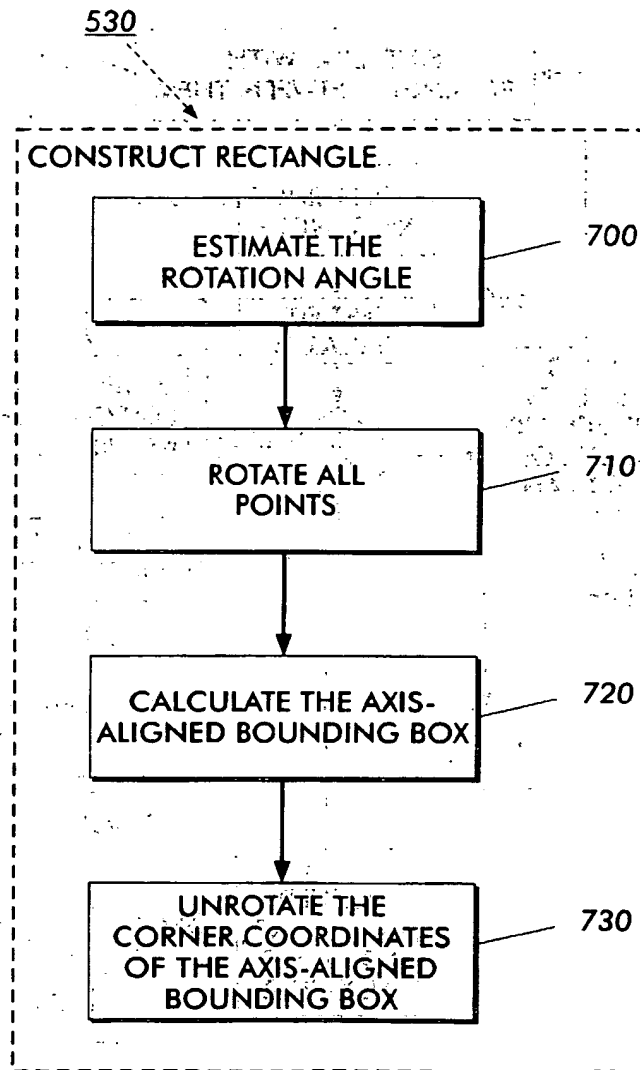 530
CONSTRUCT RECTANGLE
ESTIMATE THE
ROTATION ANGLE
700
ROTATE ALL
POINTS
710
CALCULATE THE AXIS-
ALIGNED BOUNDING BOX
720
UNROTATE THE
CORNER COORDINATES
OF THE AXIS-ALIGNED
BOUNDING BOX
730